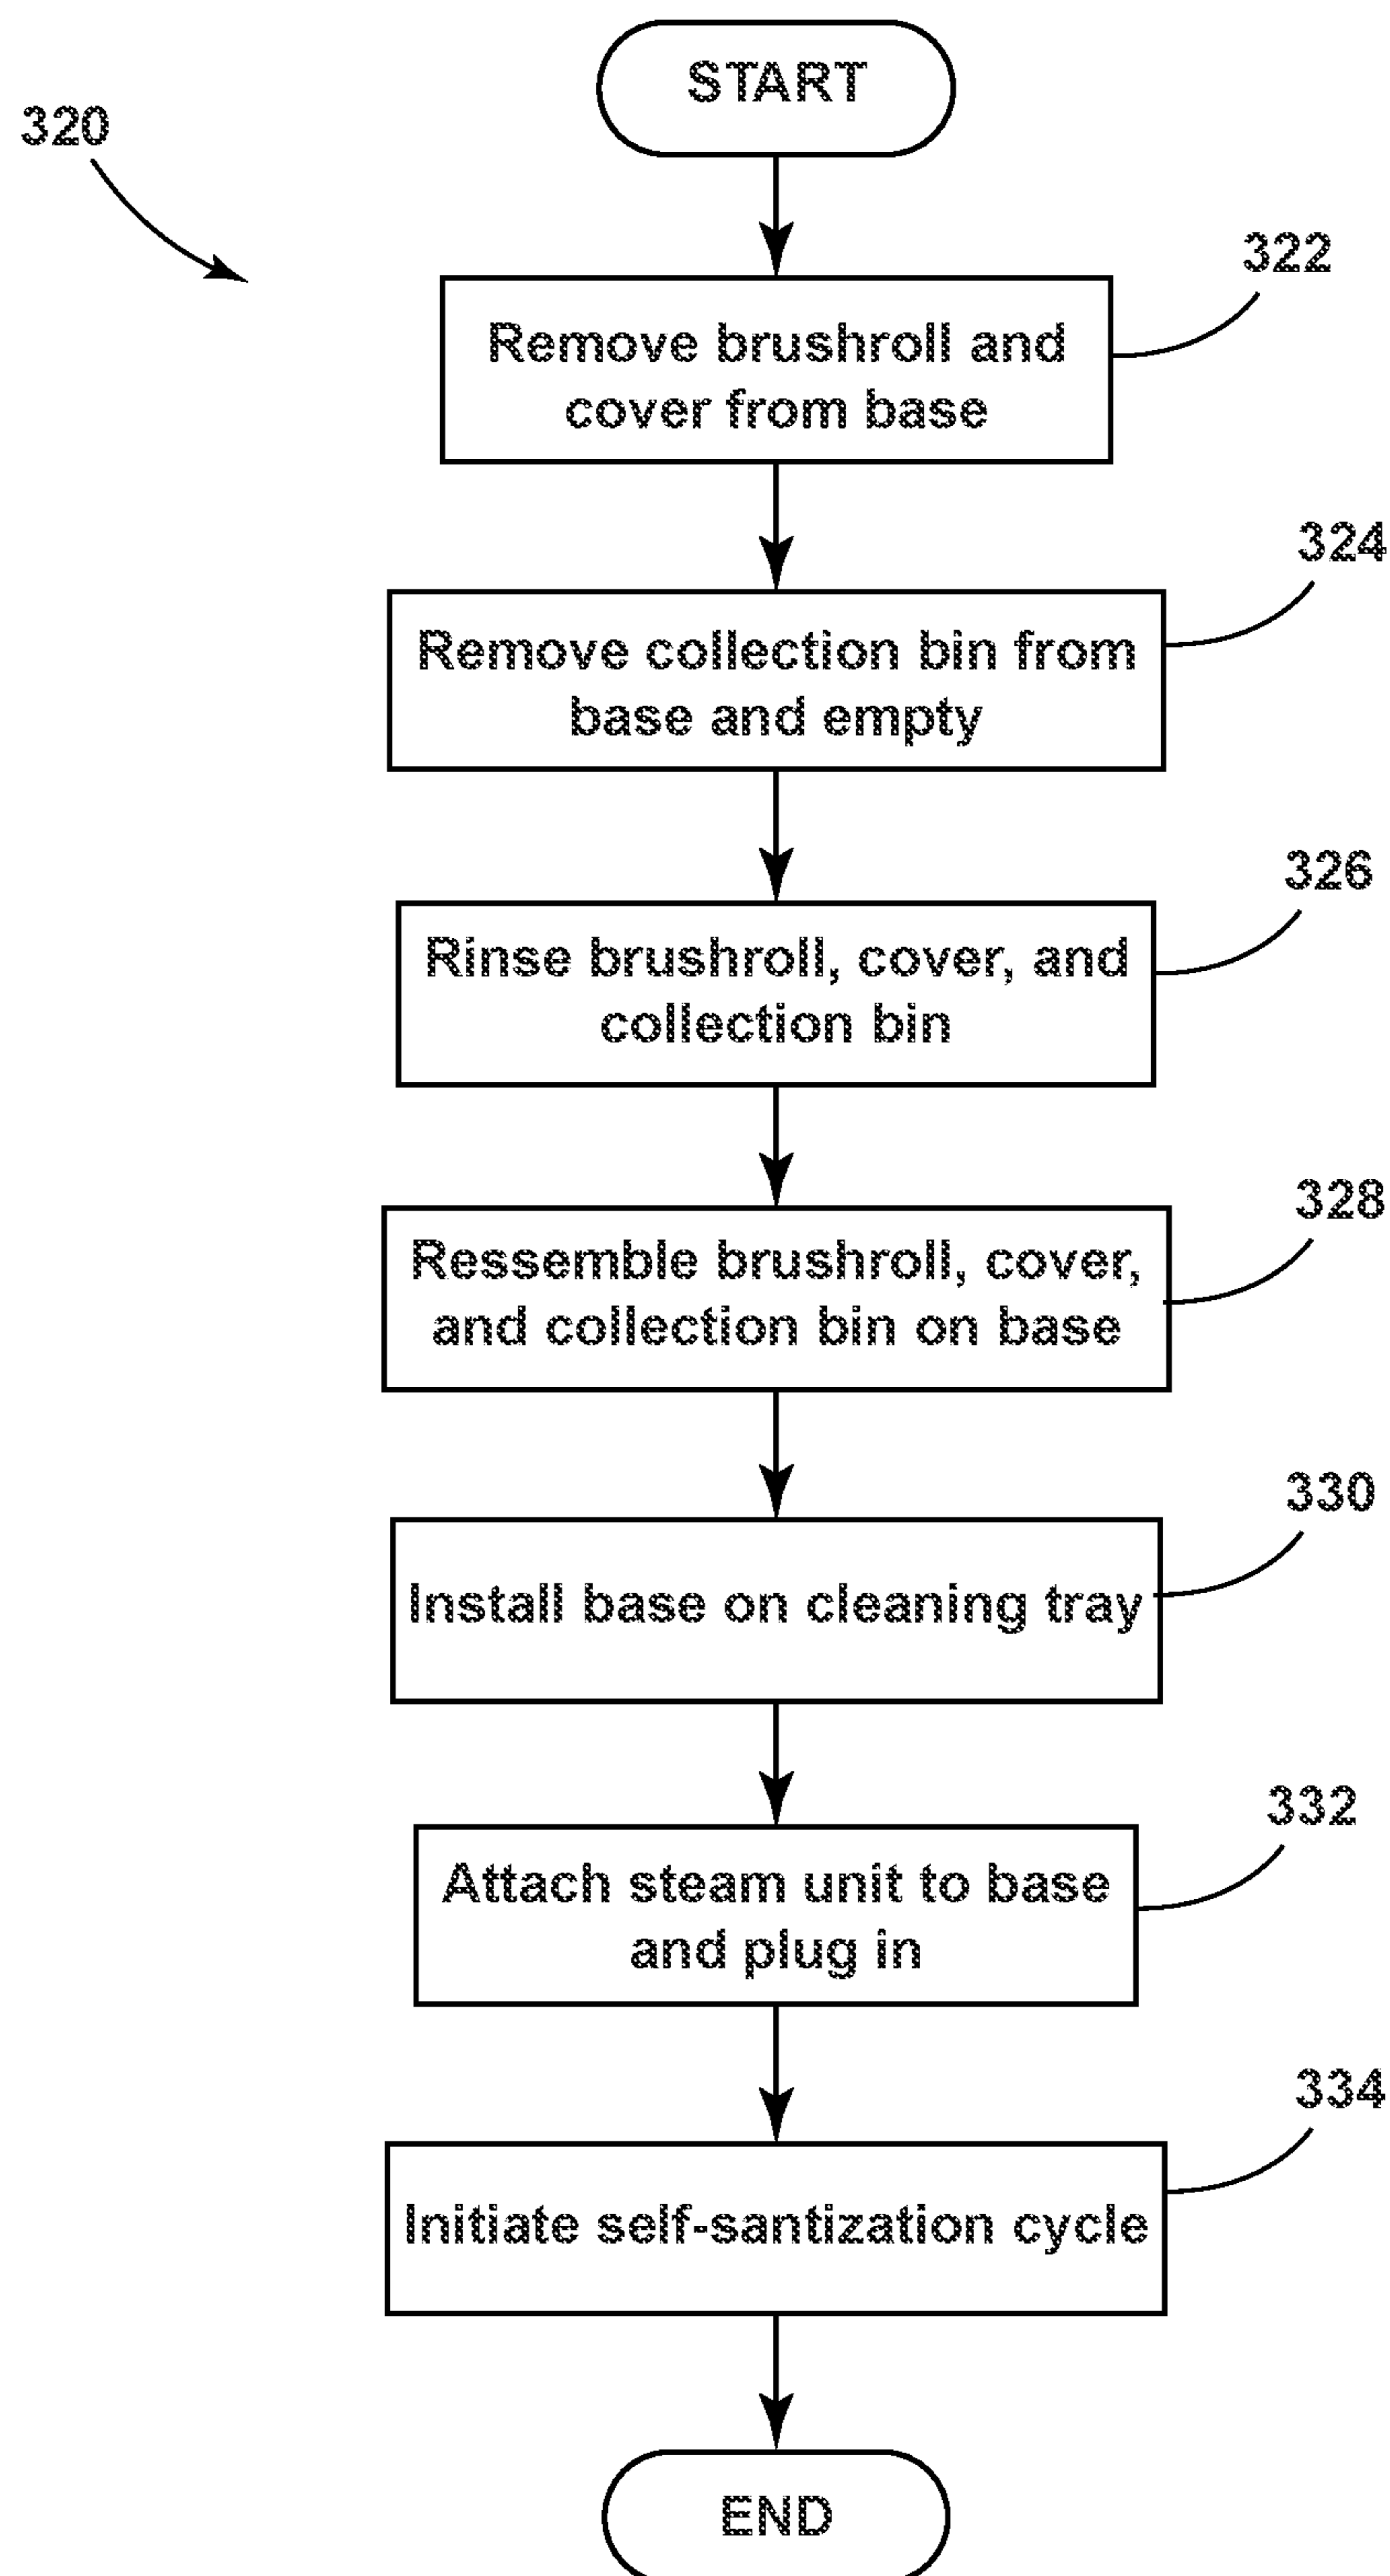 START
320
322
Remove brushroll and
cover from base
324
Remove collection bin from
base and empty
326
Rinse brushroll, cover, and
collection bin
328
Ressemble brushroll, cover,
and collection bin on base
330
Install base on cleaning tray
332
Attach steam unit to base
and plug in
334
Initiate self-santization cycle
END